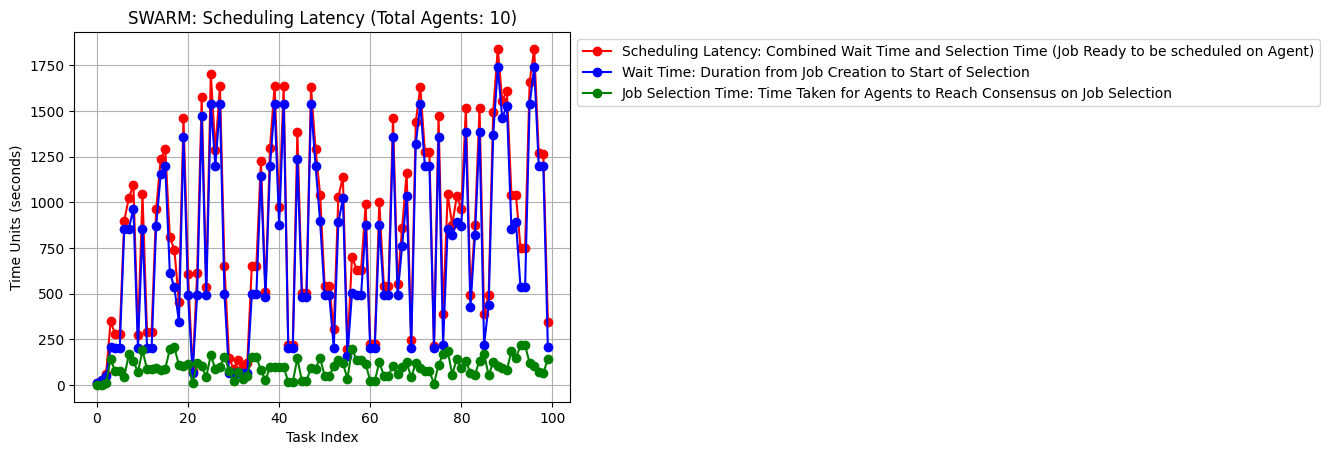 SWARM: Scheduling Latency (Total Agents: 10)
Scheduling Latency: Combined Wait Time and Selection Time (Job Ready to be scheduled on Agent)
Wait Time: Duration from Job Creation to Start of Selection
Job Selection Time: Time Taken for Agents to Reach Consensus on Job Selection
Time Units (seconds)
1750
1500
1250
1000
750
500
250
0
0 20 40 60 80 100
Task Index